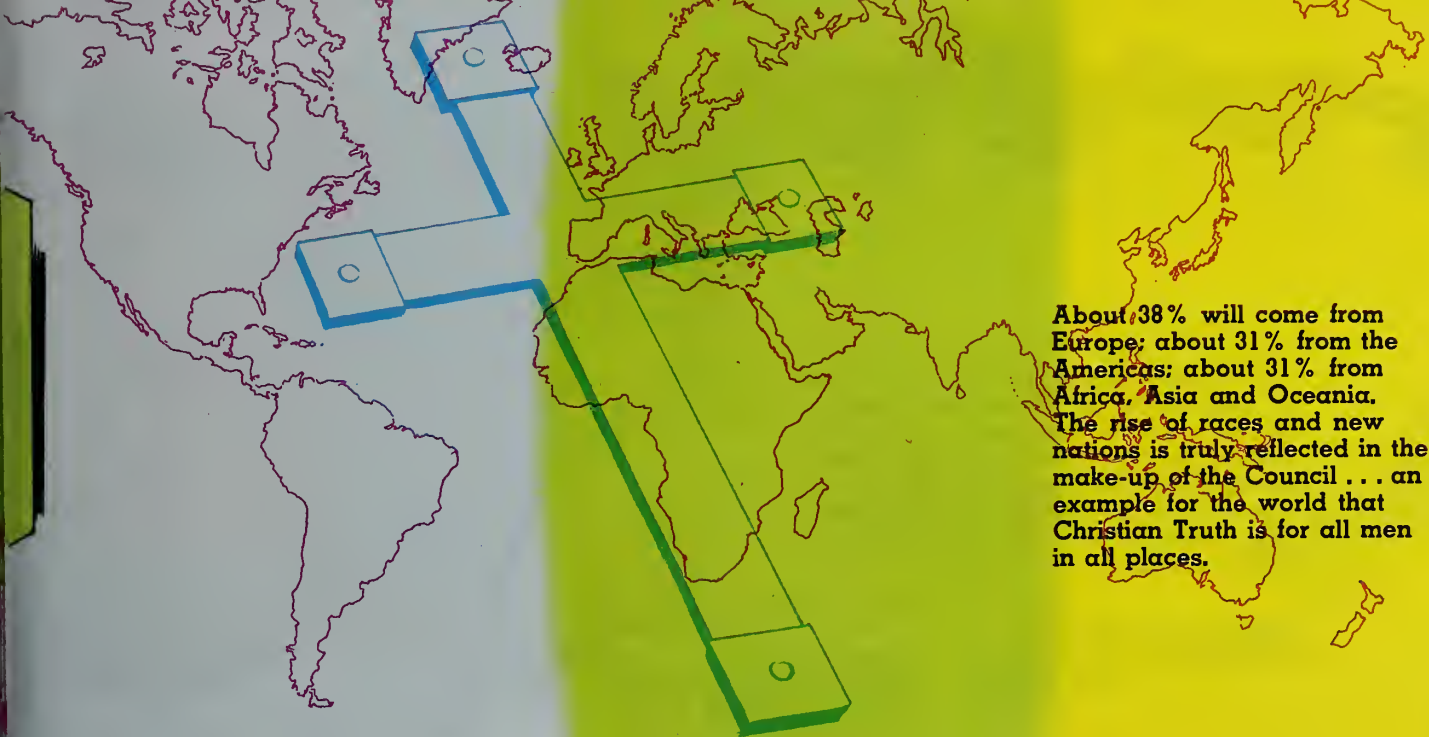 About 38% will come from
Europe; about 31% from the
Americas; about 31% from
Africa, Asia and Oceania.
The rise of races and new
nations is truly reflected in the
make-up of the Council . . . an
example for the world that
Christian Truth is for all men
in all places.